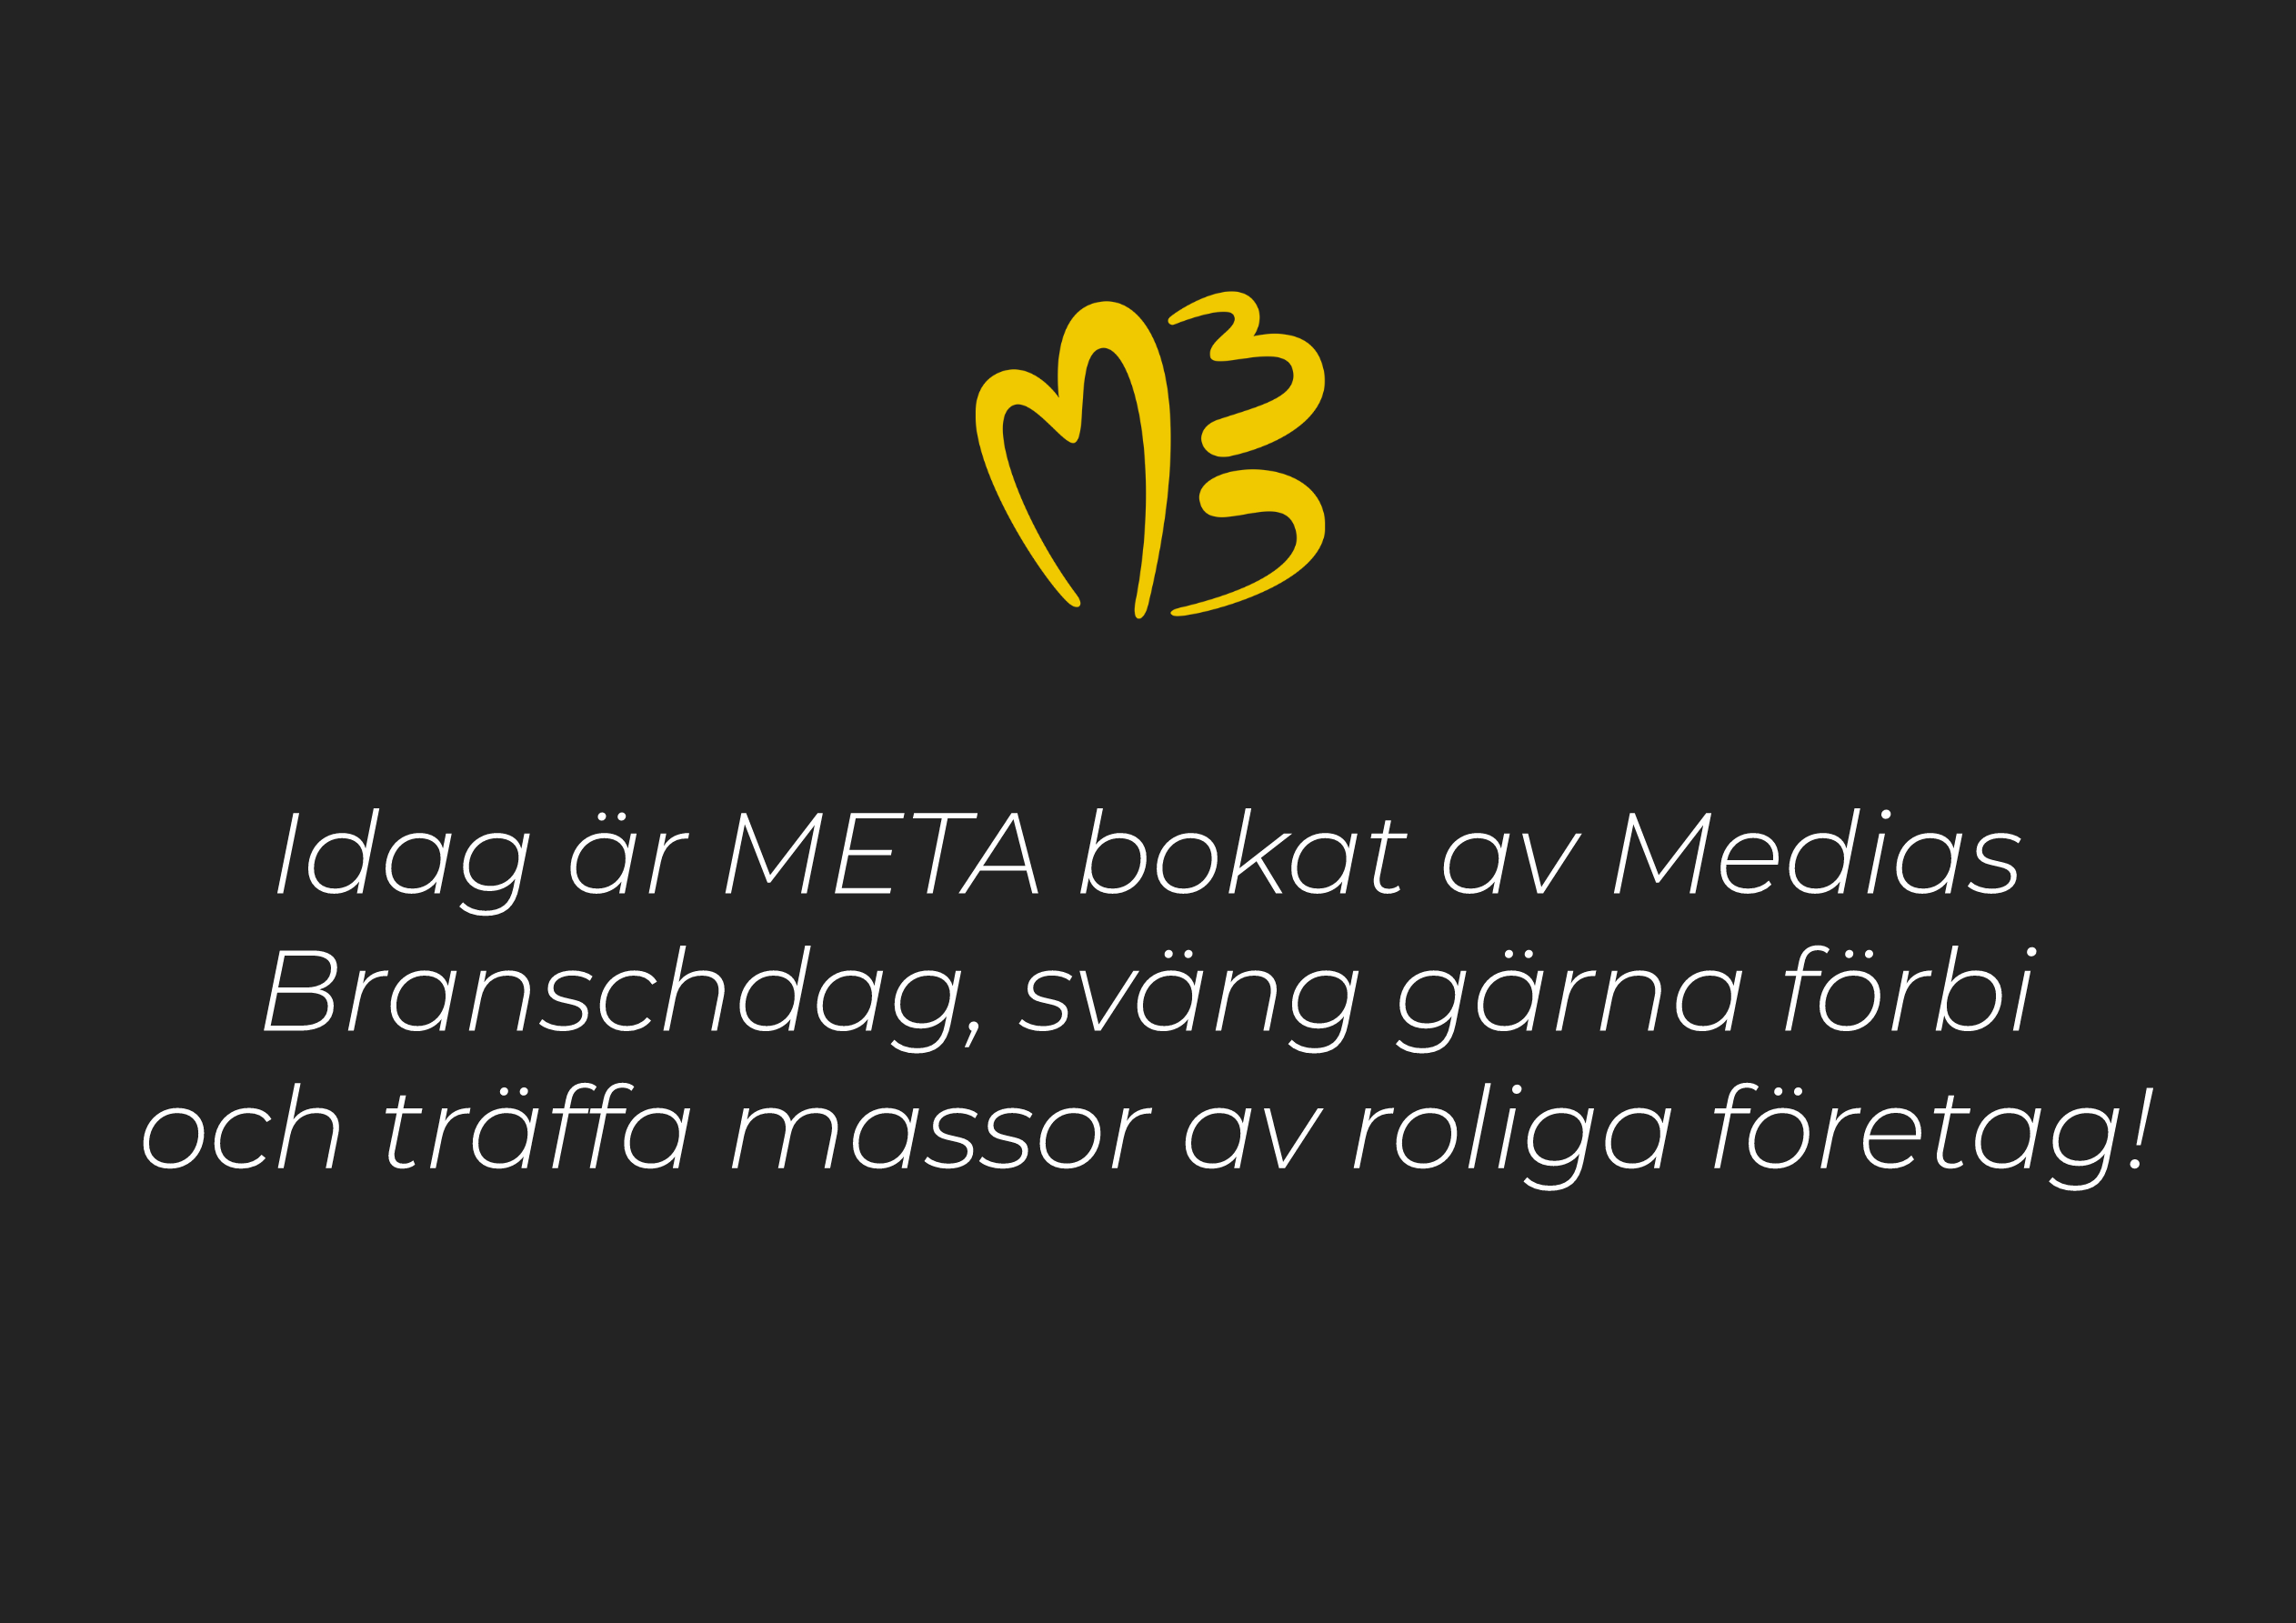 Idag är META bokat av Medias
Branschdag, sväng gärna förbi
och träffa massor av roliga företag!